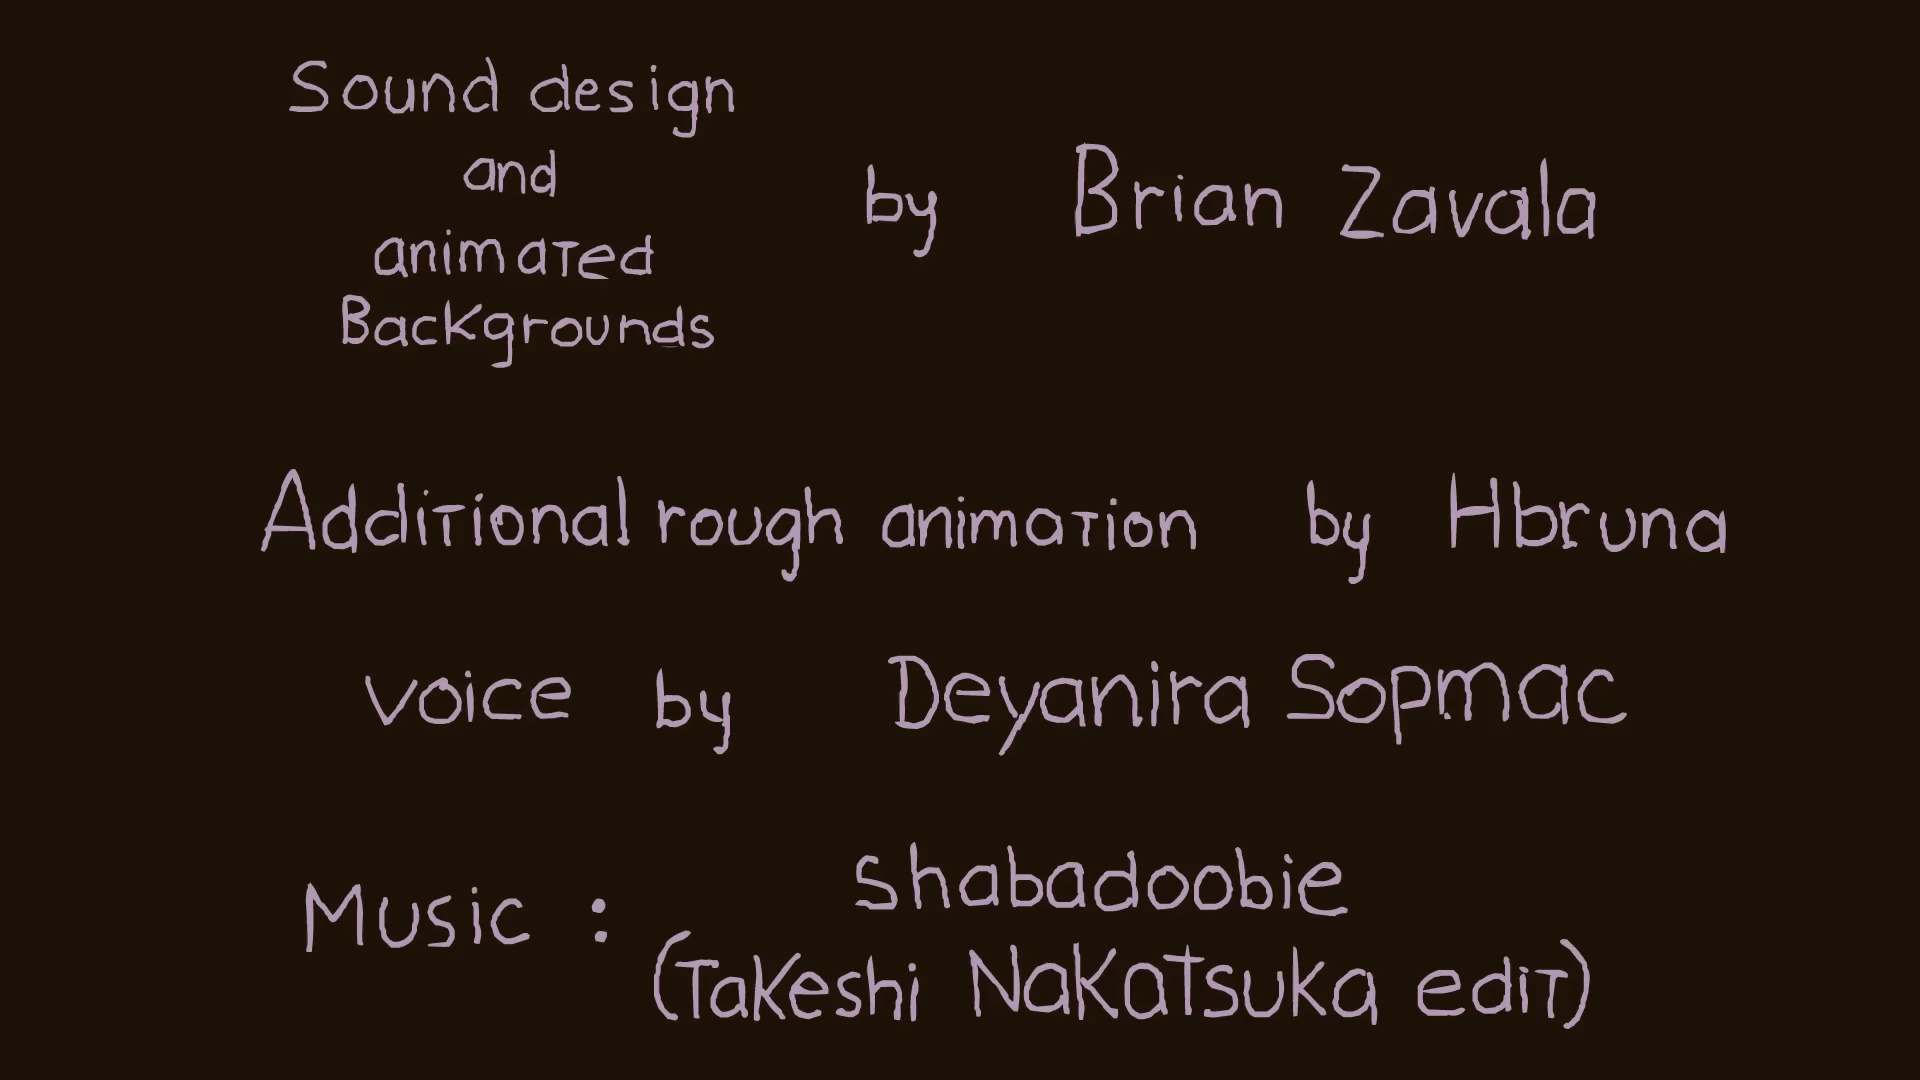 Sound design
and
animated
Backgrounds
by Brian Zavala
Additional rough animation by Hbruna
voice by Deyanira Sopmac
Music :
Shabadoobie
(Takeshi Nakatsuka edit)